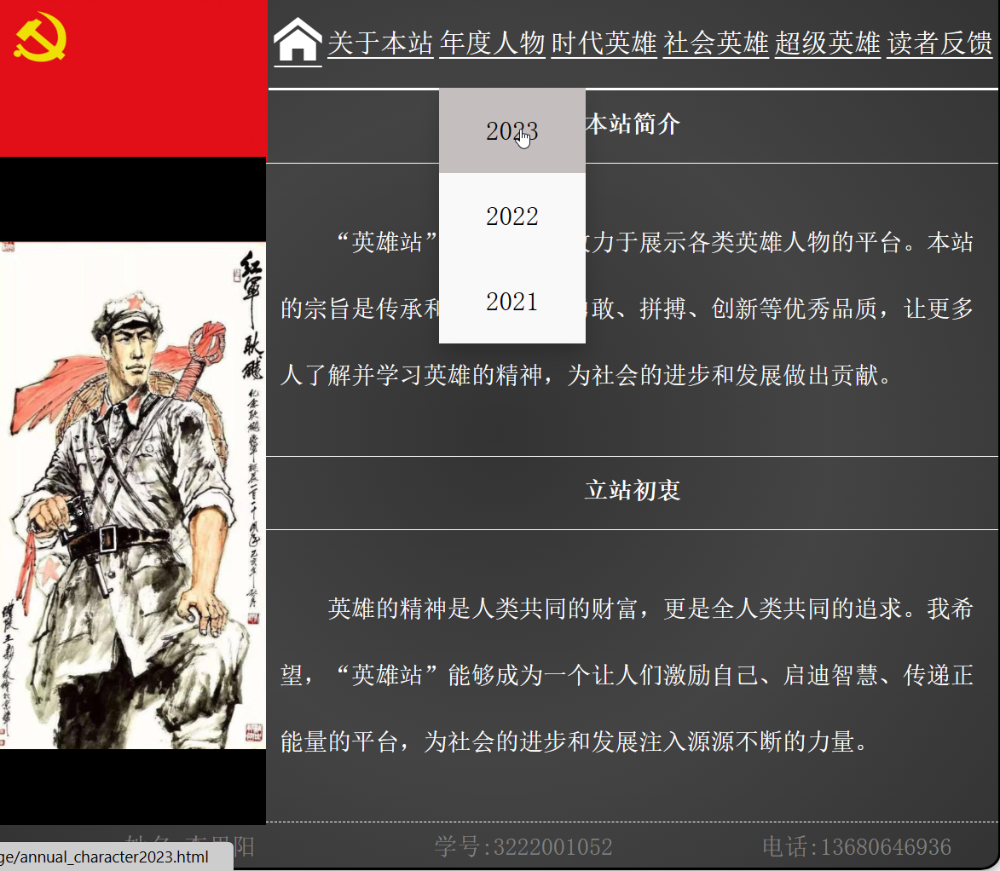 关于本站 年度人物 时代英雄 社会英雄 超级英雄 读者反馈
2023
2022
2021
本站简介
“英雄站” 力于展示各类英雄人物的平台。本站
的宗旨是传承和 敢、拼搏、创新等优秀品质，让更多
人了解并学习英雄的精神，为社会的进步和发展做出贡献。
立站初衷
英雄的精神是人类共同的财富，更是全人类共同的追求。我希
望，“英雄站”能够成为一个让人们激励自己、启迪智慧、传递正
能量的平台，为社会的进步和发展注入源源不断的力量。
红軍
耿飚
阳 学号:3222001052 电话:13680646936
ge/annual_character2023.html